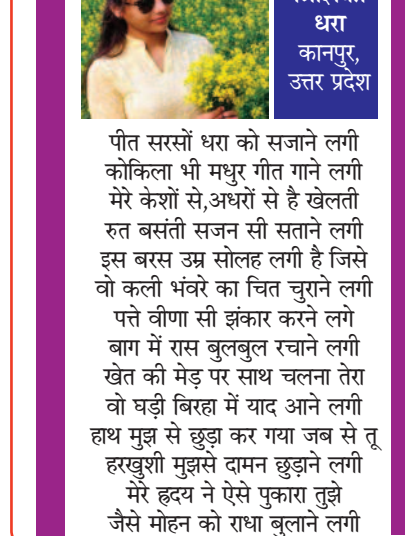 धरा
कानपुर,
उत्तर प्रदेश
पीत सरसों धरा को सजाने लगी
कोकिला भी मधुर गीत गाने लगी
मेरे केशों से,अधरों से है खेलती
रुत बसंती सजन सी सताने लगी
इस बरस उम्र सोलह लगी है जिसे
वो कली भंवरे का चित चुराने लगी
पत्ते वीणा सी झंकार करने लगे
बाग में रास बुलबुल रचाने लगी
खेत की मेड़ पर साथ चलना तेरा
वो घड़ी बिरहा में याद आने लगी
हाथ मुझ से छुड़ा कर गया जब से तू
हरखुशी मुझसे दामन छुड़ाने लगी
मेरे हृदय ने ऐसे पुकारा तुझे
जैसे मोहन को राधा बुलाने लगी